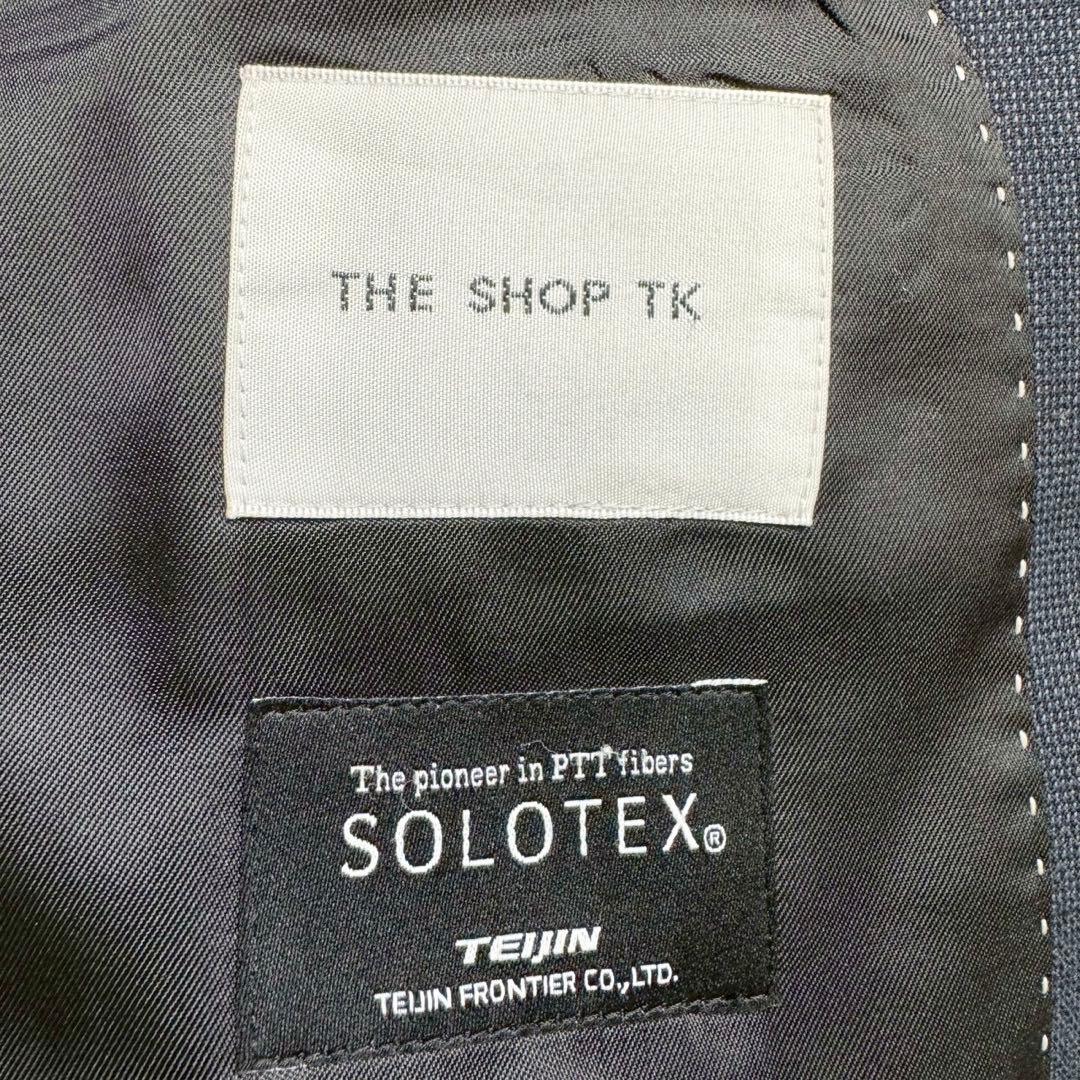 THE SHOP TK
The pioneer in PTT fibers
SOLOTEX®
TEIJIN
TEIJIN FRONTIER CO.,LTD.